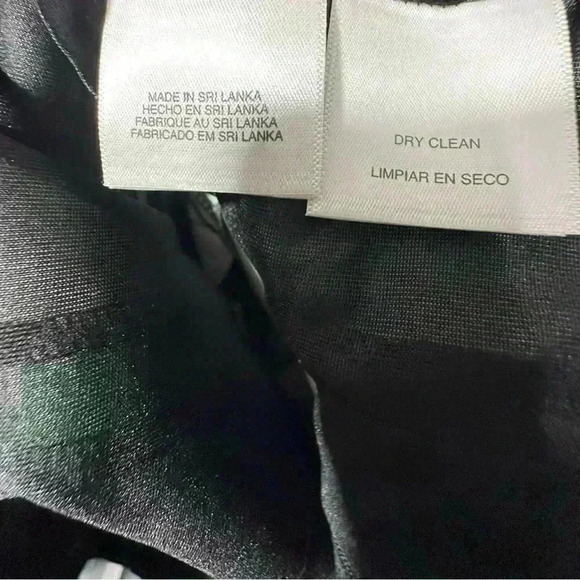 MADE IN SRI LANKA
HECHO EN SRI LANKA
FABRIQUE AU SRI LANKA
FABRICADO EM SRI LANKA
DRY CLEAN
LIMPIAR EN SECO